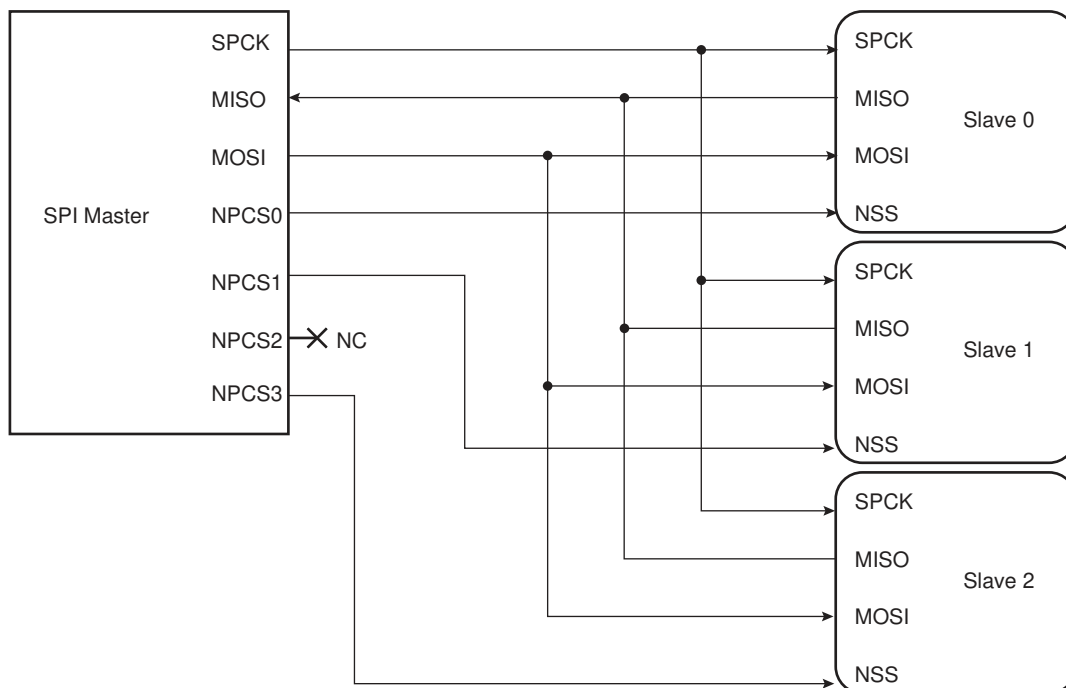 SPI Master
SPCK
MISO
MOSI
NPCS0
NPCS1
NPCS2
NC
NPCS3
SPCK
MISO
Slave 0
MOSI
NSS
SPCK
MISO
Slave 1
MOSI
NSS
SPCK
MISO
Slave 2
MOSI
NSS